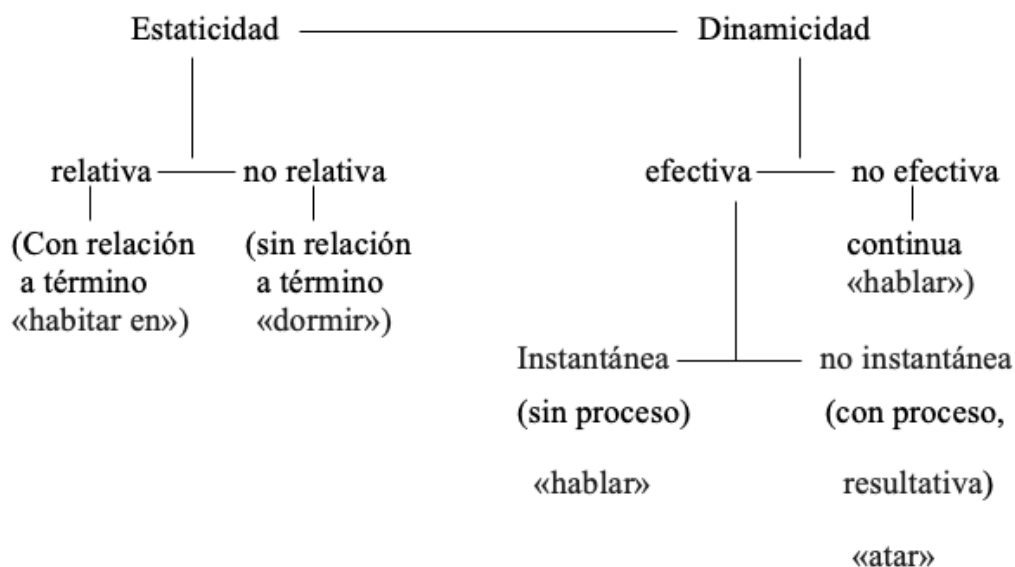 Estaticidad Dinamicidad
relativa no relativa efectiva no efectiva
(Con relación (sin relación continua
a término a término «hablar»)
«habitar en») «dormir»)
Instantánea no instantánea
(sin proceso) (con proceso,
«hablar» resultativa)
«atar»